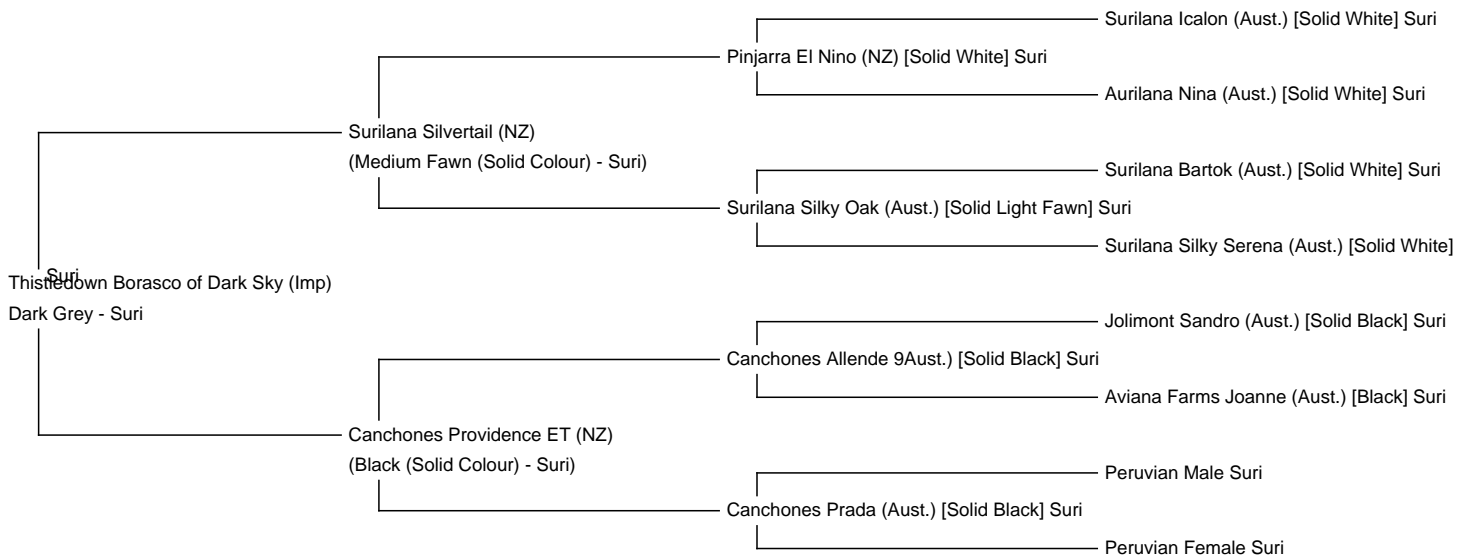 Surilana Icalon (Aust.) [Solid White] Suri
Pinjarra El Nino (NZ) [Solid White] Suri
Aurilana Nina (Aust.) [Solid White] Suri
Surilana Silvertail (NZ)
(Medium Fawn (Solid Colour) - Suri)
Surilana Bartok (Aust.) [Solid White] Suri
Surilana Silky Oak (Aust.) [Solid Light Fawn] Suri
Surilana Silky Serena (Aust.) [Solid White]
Suri
Thistledown Borasco of Dark Sky (Imp)
Dark Grey - Suri
Jolimont Sandro (Aust.) [Solid Black] Suri
Canchones Allende 9Aust.) [Solid Black] Suri
Aviana Farms Joanne (Aust.) [Black] Suri
Canchones Providence ET (NZ)
(Black (Solid Colour) - Suri)
Peruvian Male Suri
Canchones Prada (Aust.) [Solid Black] Suri
Peruvian Female Suri